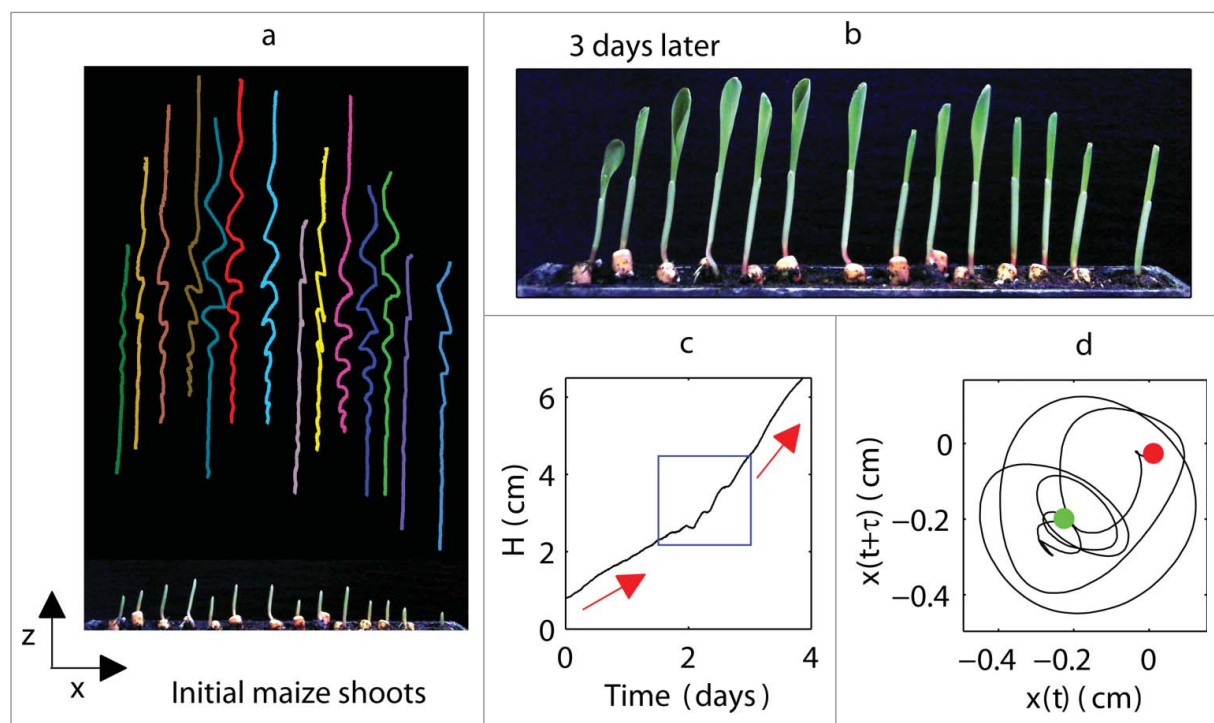 a
z
x
Initial maize shoots
b
3 days later
c
H (cm)
6
4
2
0
0 2 4
Time (days)
d
x(t+τ) (cm)
0
−0.2
−0.4
−0.4 −0.2 0
x(t) (cm)